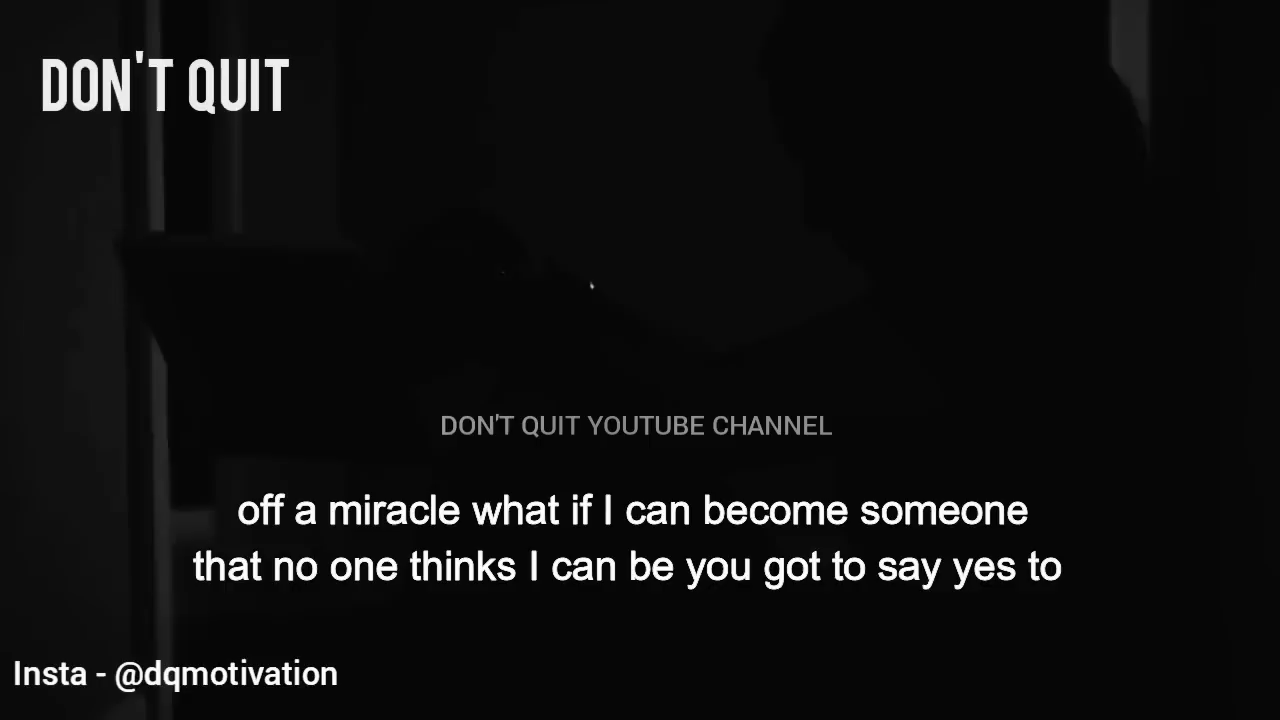 DON'T QUIT
DON'T QUIT YOUTUBE CHANNEL
off a miracle what if I can become someone
that no one thinks I can be you got to say yes to
Insta - @dqmotivation